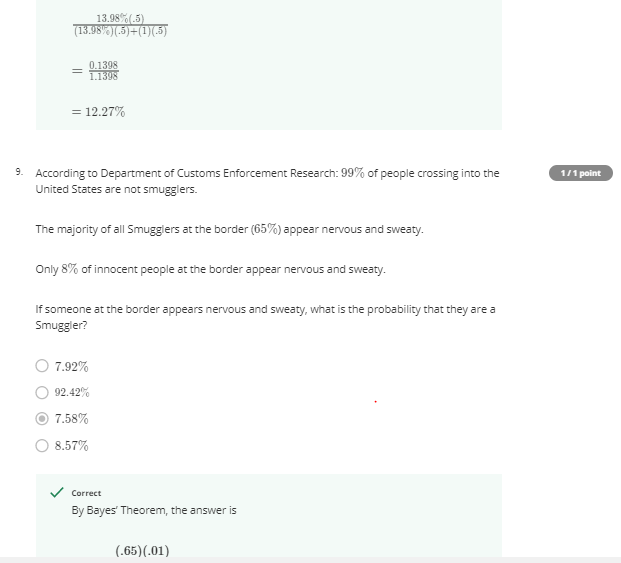 13.98%(.5)
(13.98%)(.5)+(1)(.5)
= 0.1398
1.1398
= 12.27%
9. According to Department of Customs Enforcement Research: 99% of people crossing into the
United States are not smugglers.
1 / 1 point
The majority of all Smugglers at the border (65%) appear nervous and sweaty.
Only 8% of innocent people at the border appear nervous and sweaty.
If someone at the border appears nervous and sweaty, what is the probability that they are a
Smuggler?
7.92%
92.42%
7.58%
8.57%
Correct
By Bayes' Theorem, the answer is
(.65)(.01)